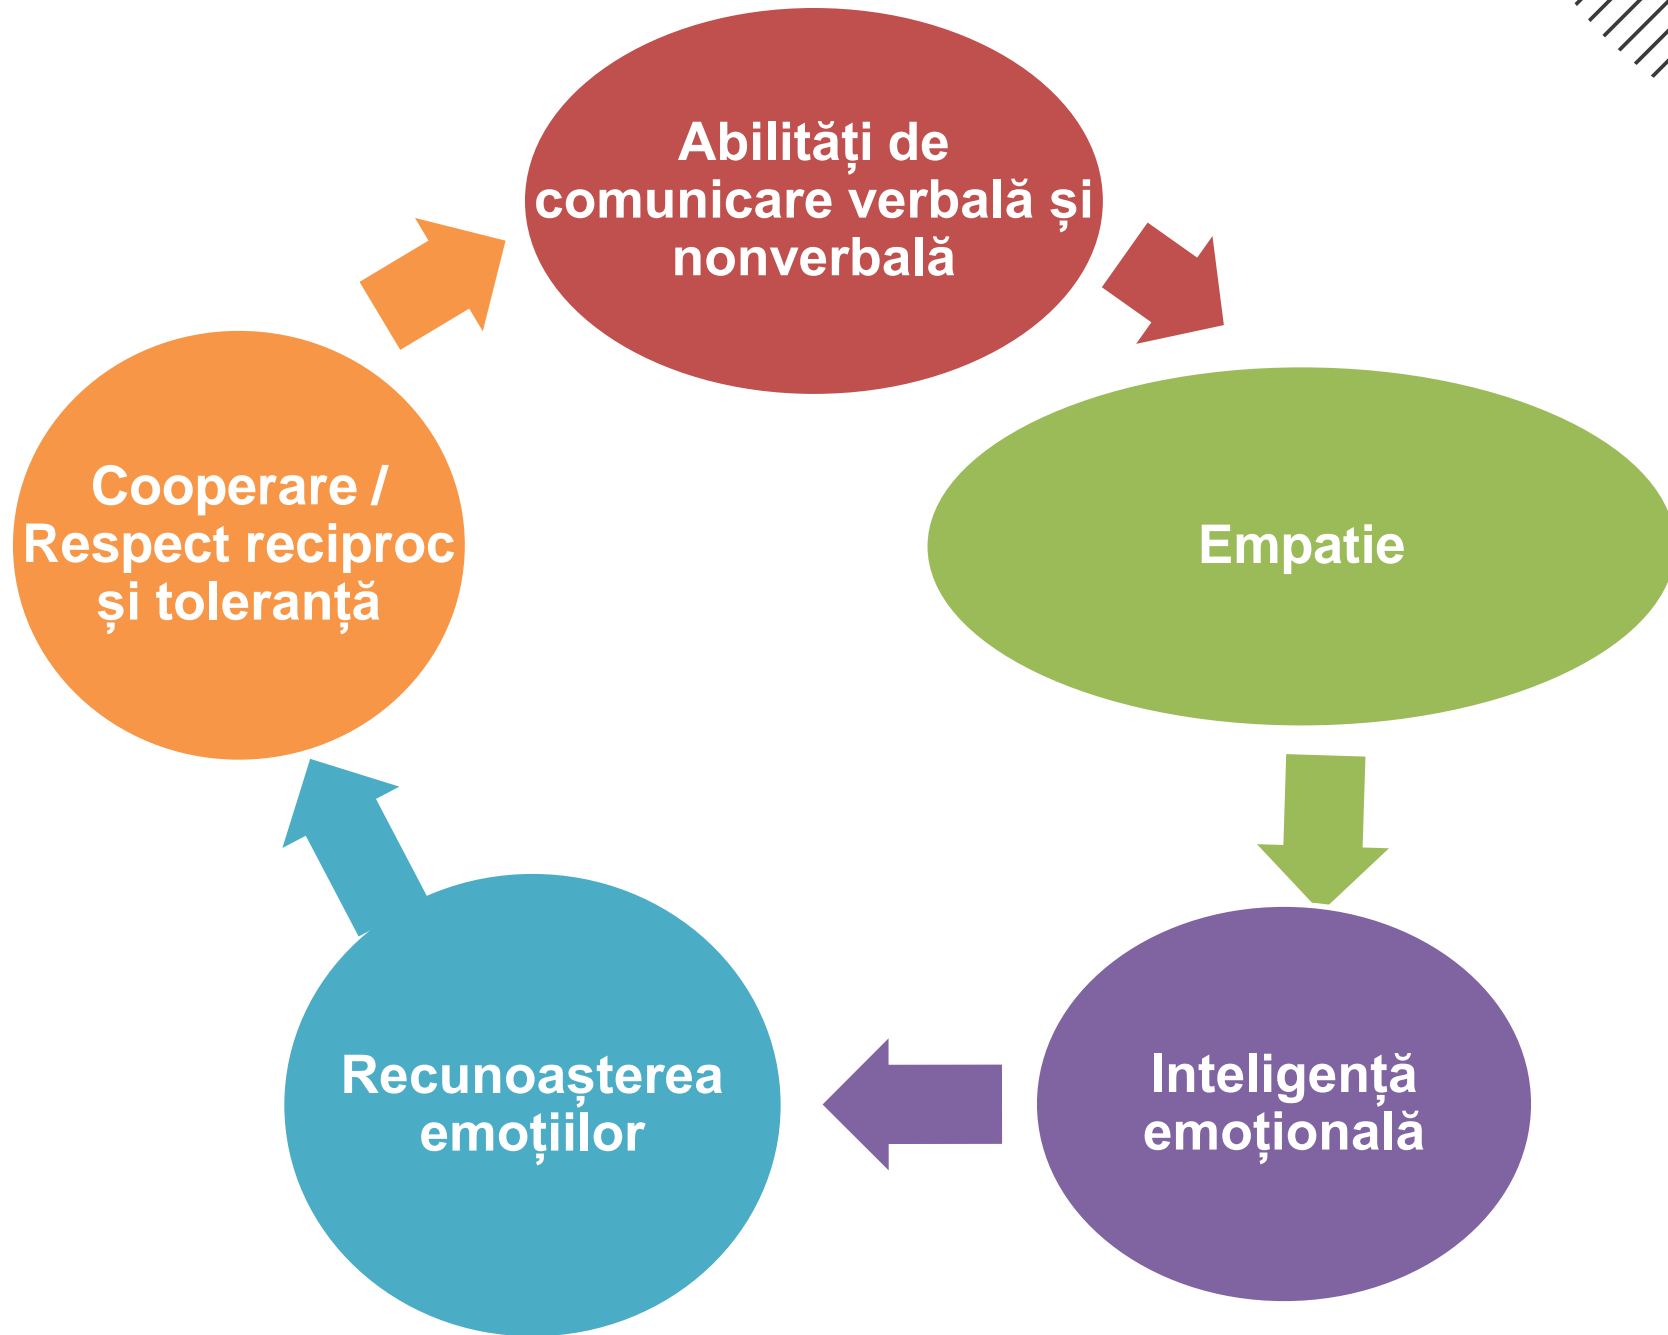 Abilități de
comunicare verbală și
nonverbală
Empatie
Inteligență
emoțională
Recunoașterea
emoțiilor
Cooperare /
Respect reciproc
și toleranță